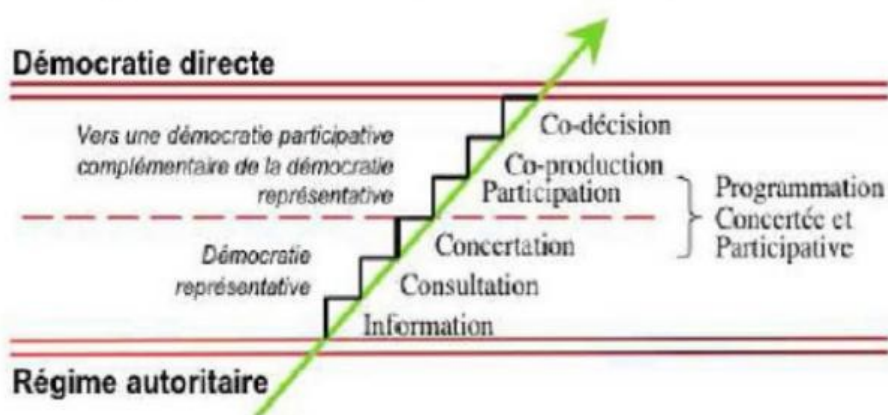 Démocratie directe
Vers une démocratie participative
complémentaire de la démocratie
représentative
Co-décision
Co-production
Participation
Programmation
Concertée et
Participative
Démocratie
représentative
Concertation
Consultation
Information
Régime autoritaire